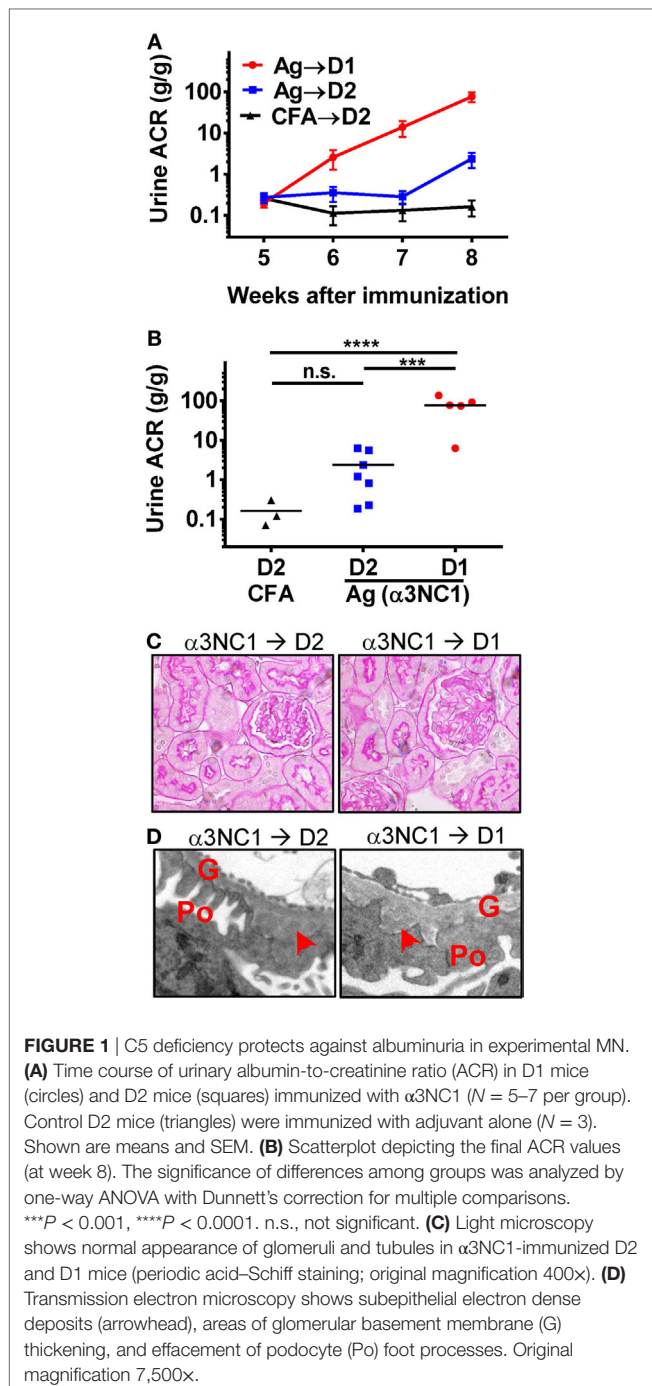 A
Urine ACR (g/g)
100
10
1
0.1
Ag→D1
Ag→D2
CFA→D2
5 6 7 8
Weeks after immunization
B
Urine ACR (g/g)
100
10
1
0.1
****
n.s. ***
D2 D2 D1
CFA Ag (α3NC1)
C α3NC1 → D2 α3NC1 → D1
D α3NC1 → D2 α3NC1 → D1
G
Po
G
Po
FIGURE 1 | C5 deficiency protects against albuminuria in experimental MN.
(A) Time course of urinary albumin-to-creatinine ratio (ACR) in D1 mice
(circles) and D2 mice (squares) immunized with α3NC1 (N = 5–7 per group).
Control D2 mice (triangles) were immunized with adjuvant alone (N = 3).
Shown are means and SEM. (B) Scatterplot depicting the final ACR values
(at week 8). The significance of differences among groups was analyzed by
one-way ANOVA with Dunnett’s correction for multiple comparisons.
***P < 0.001, ****P < 0.0001. n.s., not significant. (C) Light microscopy
shows normal appearance of glomeruli and tubules in α3NC1-immunized D2
and D1 mice (periodic acid–Schiff staining; original magnification 400×). (D)
Transmission electron microscopy shows subepithelial electron dense
deposits (arrowhead), areas of glomerular basement membrane (G)
thickening, and effacement of podocyte (Po) foot processes. Original
magnification 7,500×.